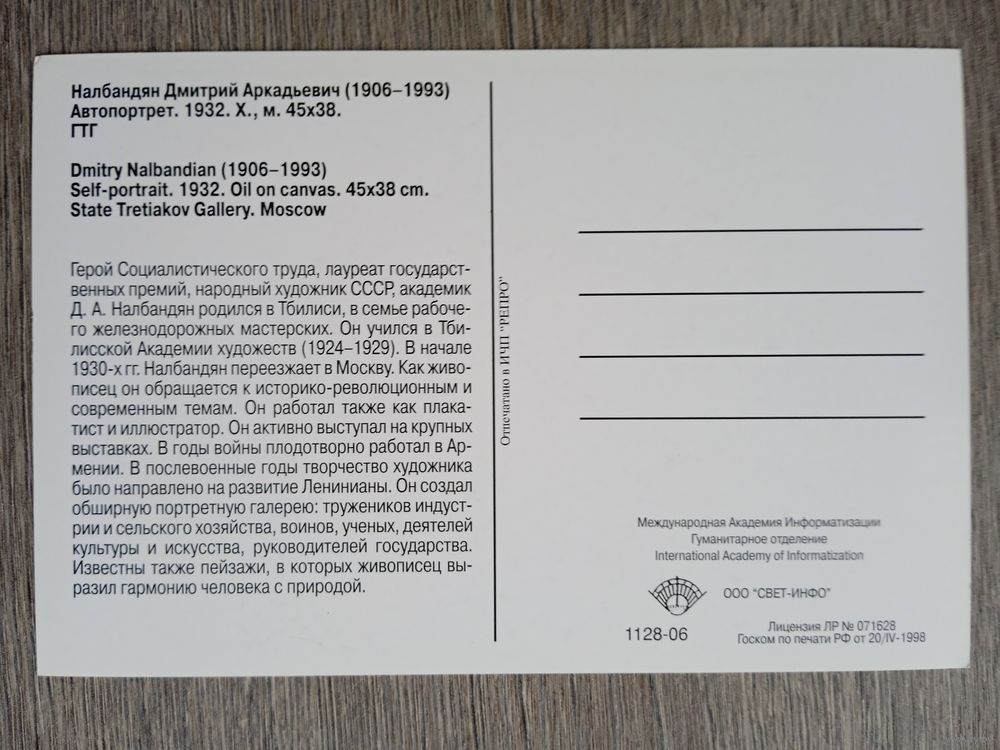 Налбандян Дмитрий Аркадьевич (1906–1993)
Автопортрет. 1932. Х., м. 45х38.
ГТГ
Dmitry Nalbandian (1906–1993)
Self-portrait. 1932. Oil on canvas. 45x38 cm.
State Tretiakov Gallery. Moscow
Герой Социалистического труда, лауреат государст-
венных премий, народный художник СССР, академик
Д. А. Налбандян родился в Тбилиси, в семье рабоче-
го железнодорожных мастерских. Он учился в Тби-
лисской Академии художеств (1924–1929). В начале
1930-х гг. Налбандян переезжает в Москву. Как живо-
писец он обращается к историко-революционным и
современным темам. Он работал также как плака-
тист и иллюстратор. Он активно выступал на крупных
выставках. В годы войны плодотворно работал в Ар-
мении. В послевоенные годы творчество художника
было направлено на развитие Ленинианы. Он создал
обширную портретную галерею: тружеников индуст-
рии и сельского хозяйства, воинов, ученых, деятелей
культуры и искусства, руководителей государства.
Известны также пейзажи, в которых живописец вы-
разил гармонию человека с природой.
Отпечатано в ИЧП "РЕПРО"
Международная Академия Информатизации
Гуманитарное отделение
International Academy of Informatization
ООО "СВЕТ-ИНФО"
1128-06
Лицензия ЛР № 071628
Госком по печати РФ от 20/IV-1998